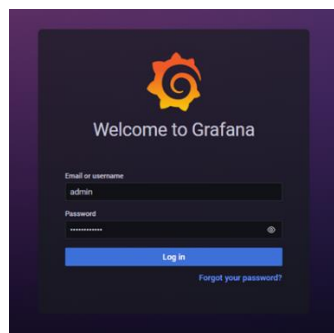 Welcome to Grafana
Email or username
admin
Password
••••••••••••
Log in
Forgot your password?